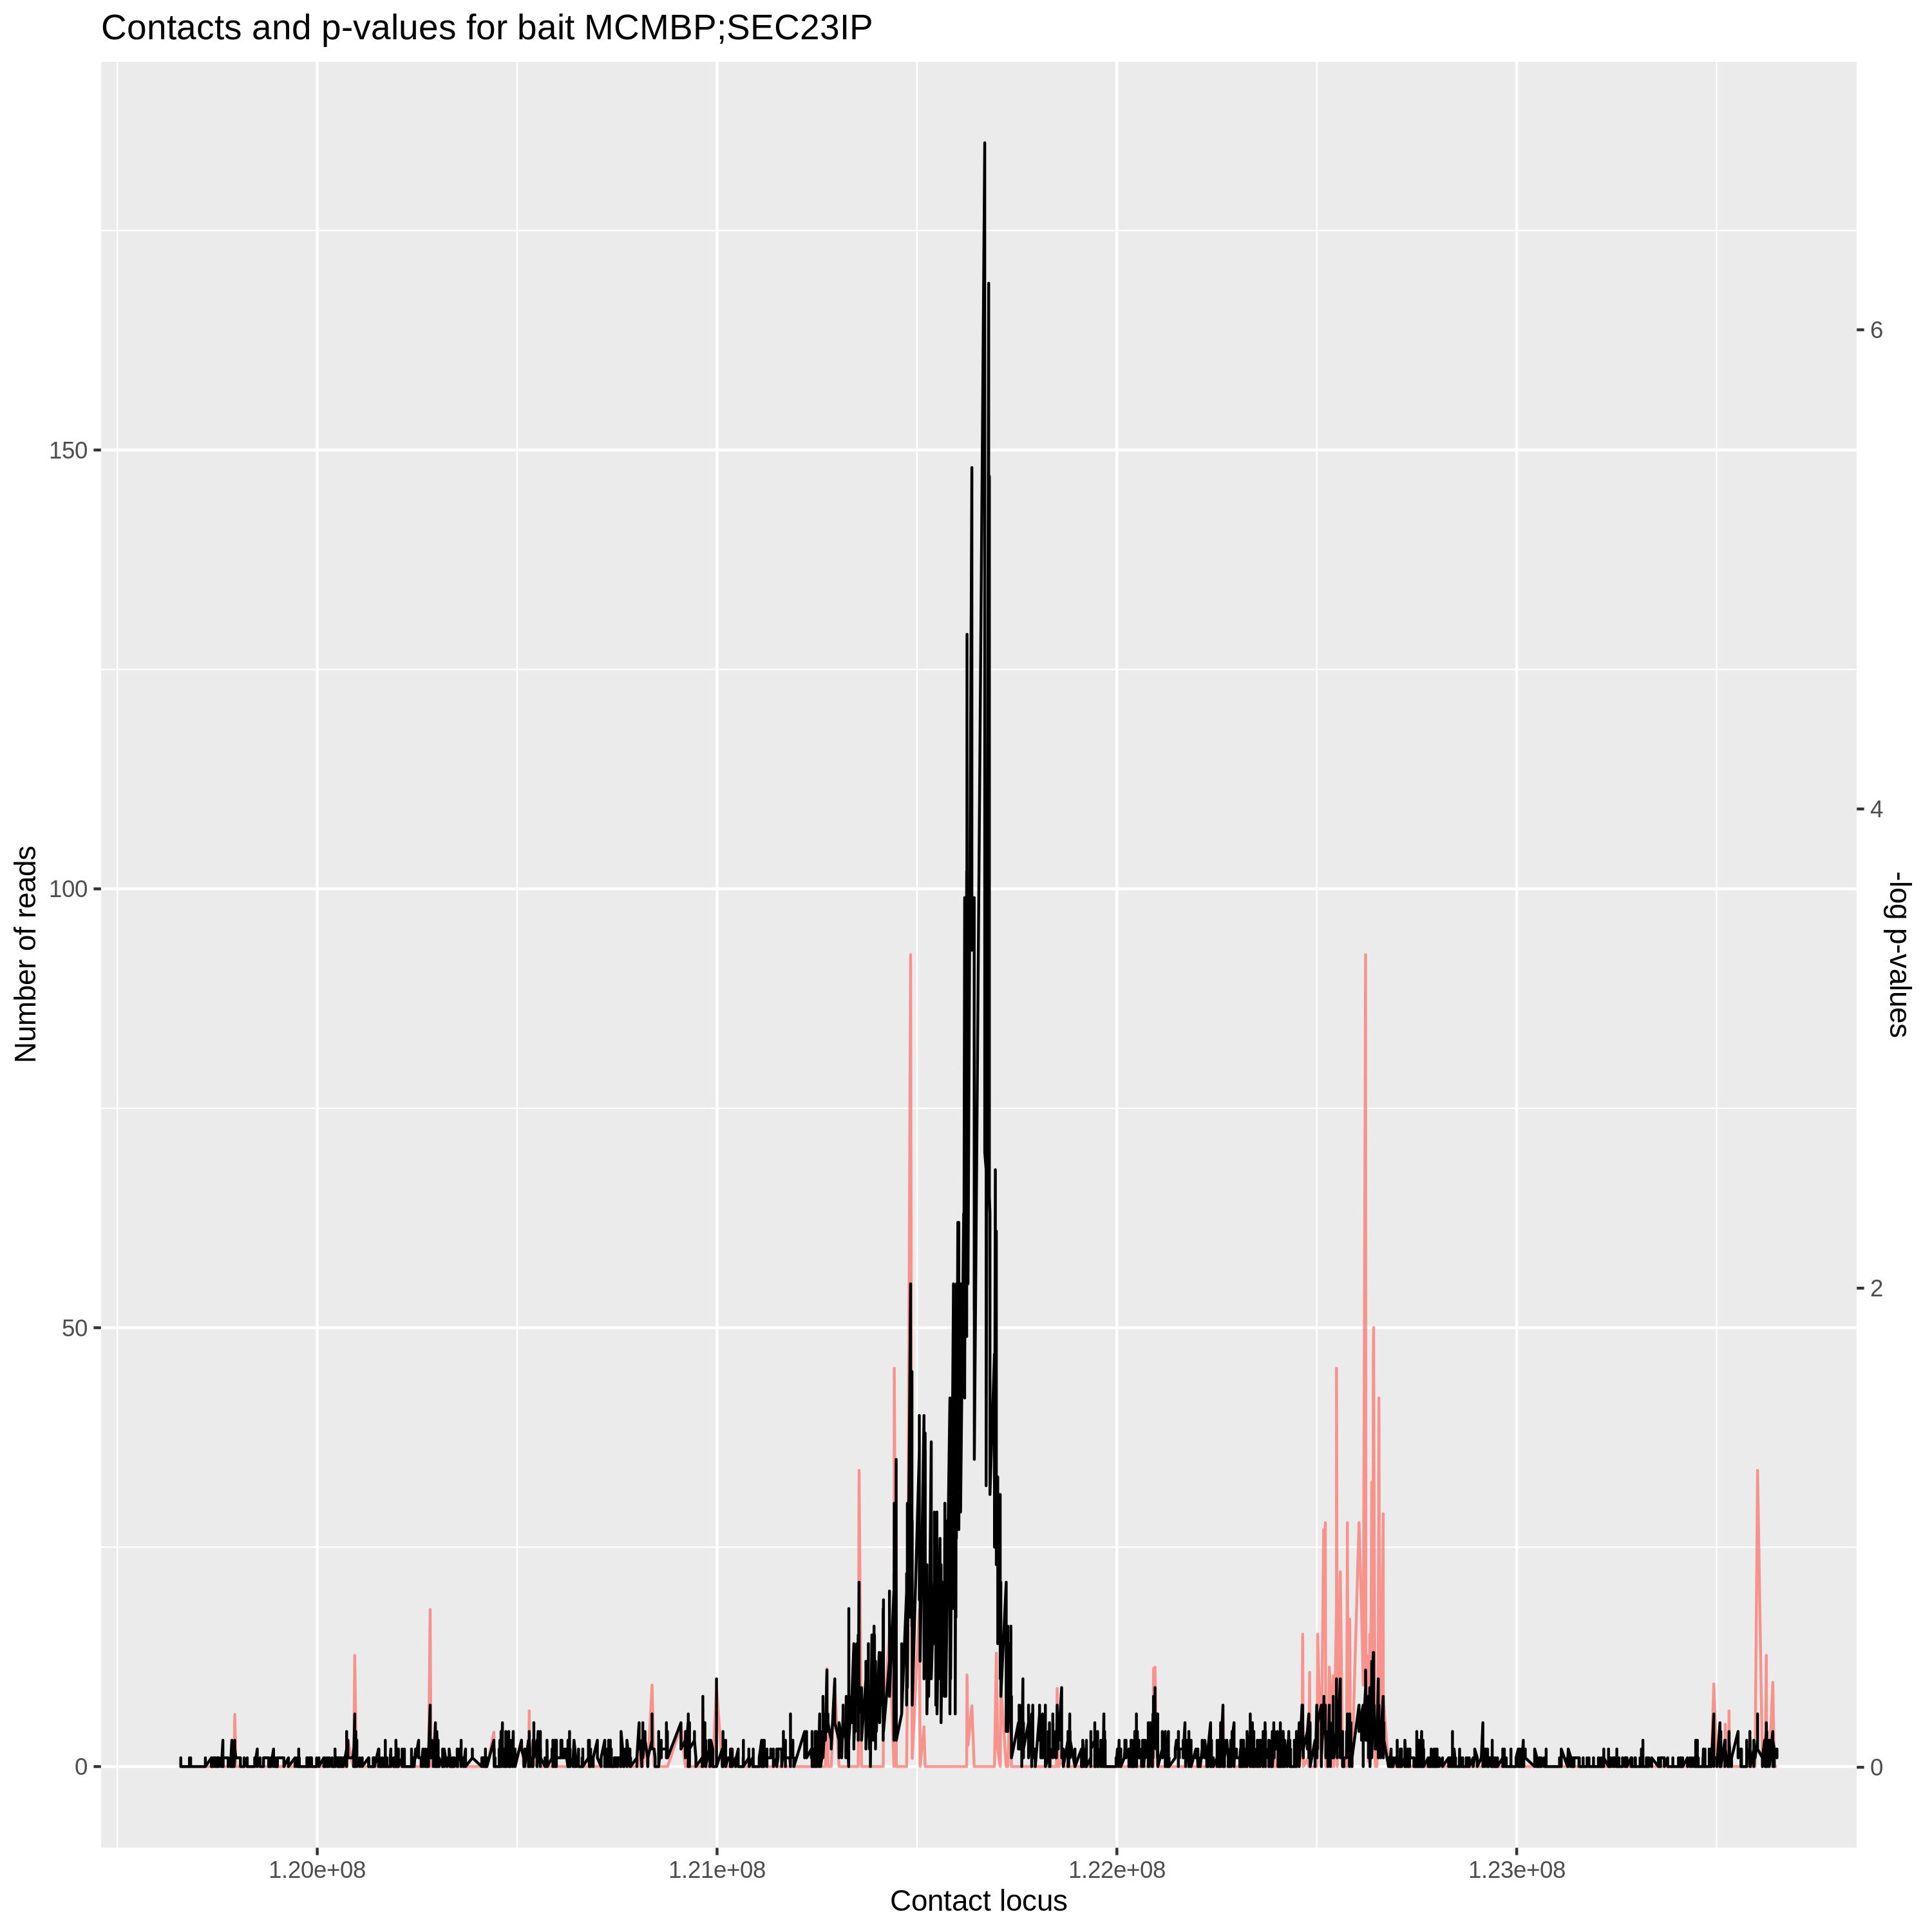 Contacts and p-values for bait MCMBP;SEC23IP
Number of reads
150
100
50
0
6
4
2
0
-log p-values
1.20e+08
1.21e+08
1.22e+08
1.23e+08
Contact locus